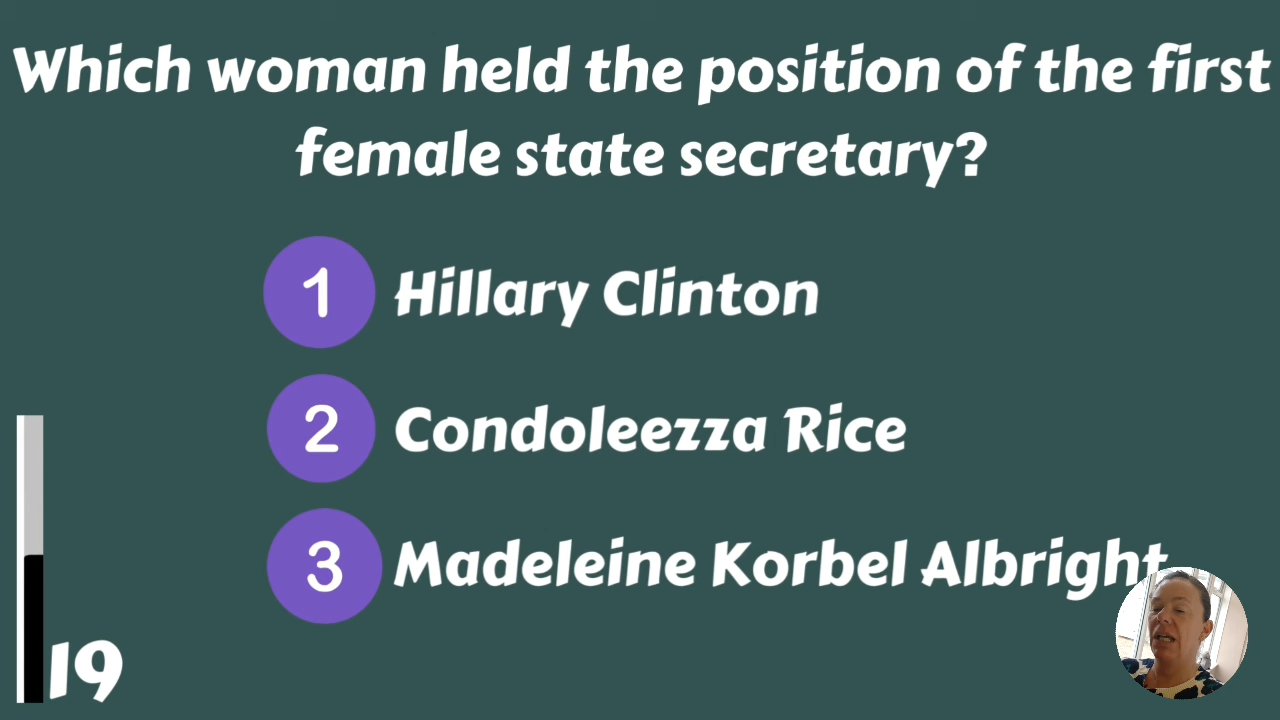 Which woman held the position of the first
female state secretary?
1 Hillary Clinton
2 Condoleezza Rice
3 Madeleine Korbel Albright
19